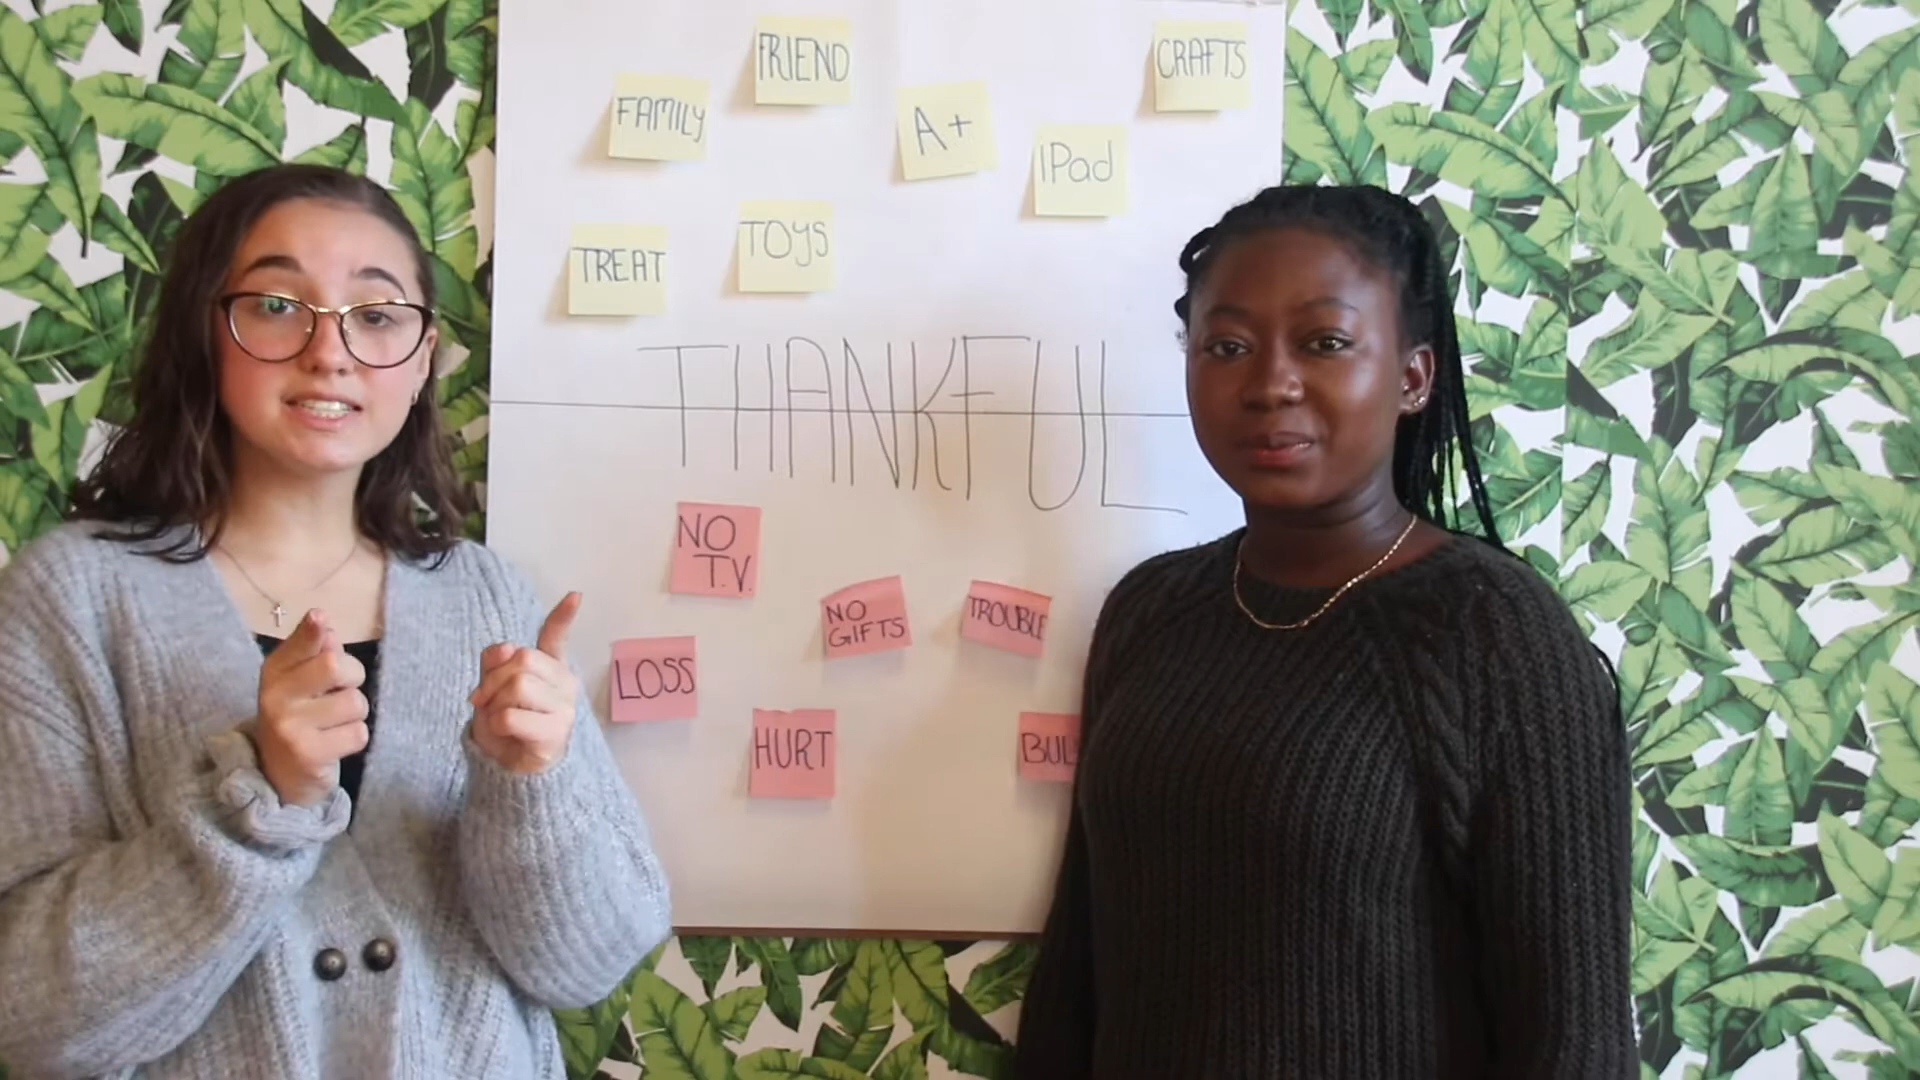 FRIEND
CRAFTS
FAMILY
A+
IPad
TOYS
TREAT
THANKFUL
NO
T.V.
NO
GIFTS
TROUBLE
LOSS
HURT